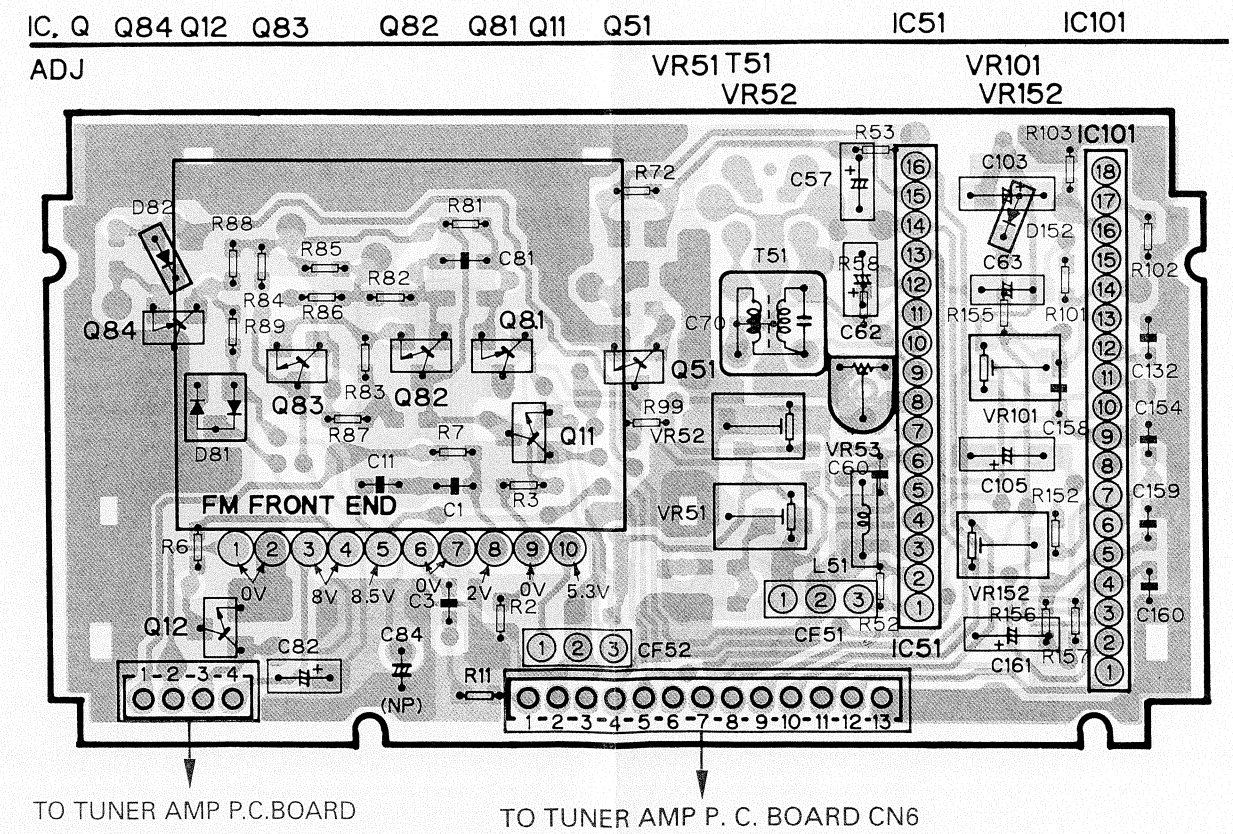 IC, Q Q84 Q12 Q83 Q82 Q81 Q11 Q51 IC51 IC101
ADJ VR51 T51 VR101
VR52 VR152
R53 R103 IC101
C57 16 C103 18
R72 15 17
D82 R88 R81 14 D152 16 R102
R85 C81 T51 R58 13 C63 15
R84 R82 12 14
R86 C70 C62 11 R155 R101 13
Q84 R89 Q81 10 12
Q83 R83 Q82 Q51 9 11 C132
R87 R99 8 VR101 10 C154
D81 R7 Q11 VR52 VR53 7 C158 9
C11 C60 6 8
FM FRONT END C1 R3 VR51 5 C105 R152 7 C159
R6 1 2 3 4 5 6 7 8 9 10 4 6
0V 8V 8.5V 0V 2V 0V 5.3V L51 3 5
C3 R2 1 2 3 2 VR152 4
Q12 CF51 R52 1 R156 3 C160
C82 C84 1 2 3 CF52 IC51 C161 R157 2
1-2-3-4 (NP) R11 1
1-2-3-4-5-6-7-8-9-10-11-12-13
TO TUNER AMP P.C.BOARD
TO TUNER AMP P. C. BOARD CN6